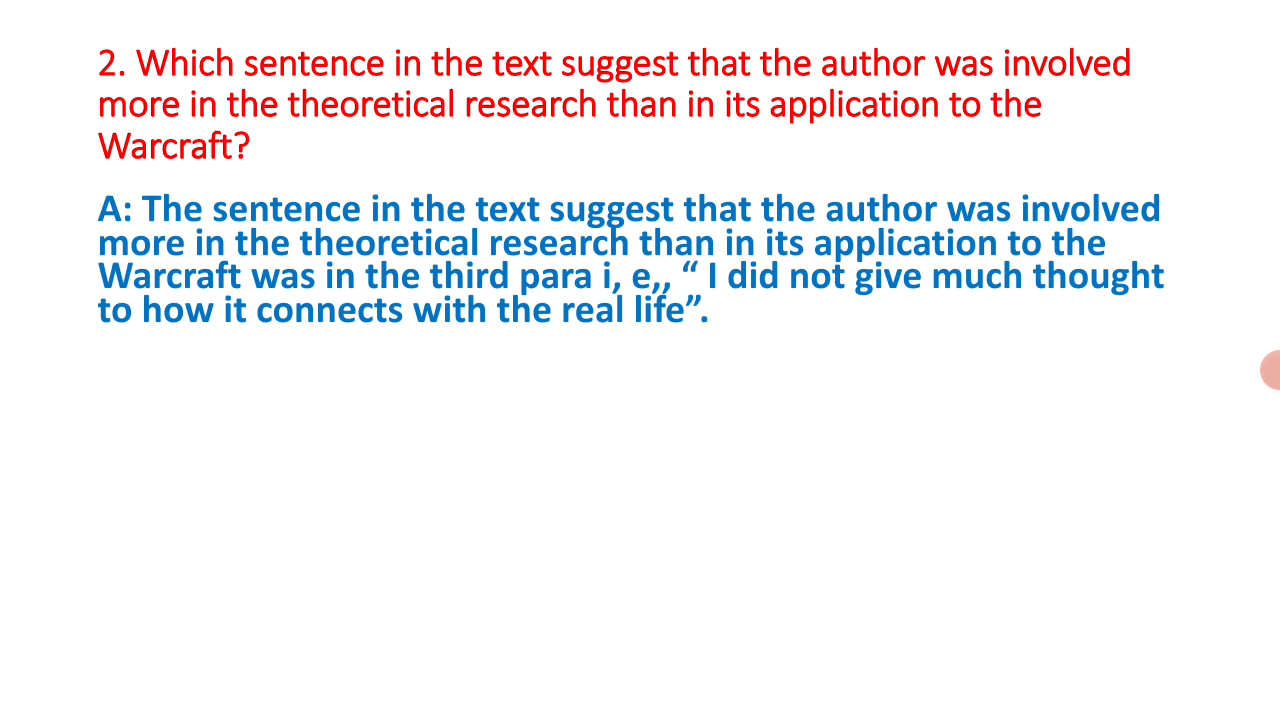 2. Which sentence in the text suggest that the author was involved
more in the theoretical research than in its application to the
Warcraft?
A: The sentence in the text suggest that the author was involved
more in the theoretical research than in its application to the
Warcraft was in the third para i, e,, “ I did not give much thought
to how it connects with the real life”.